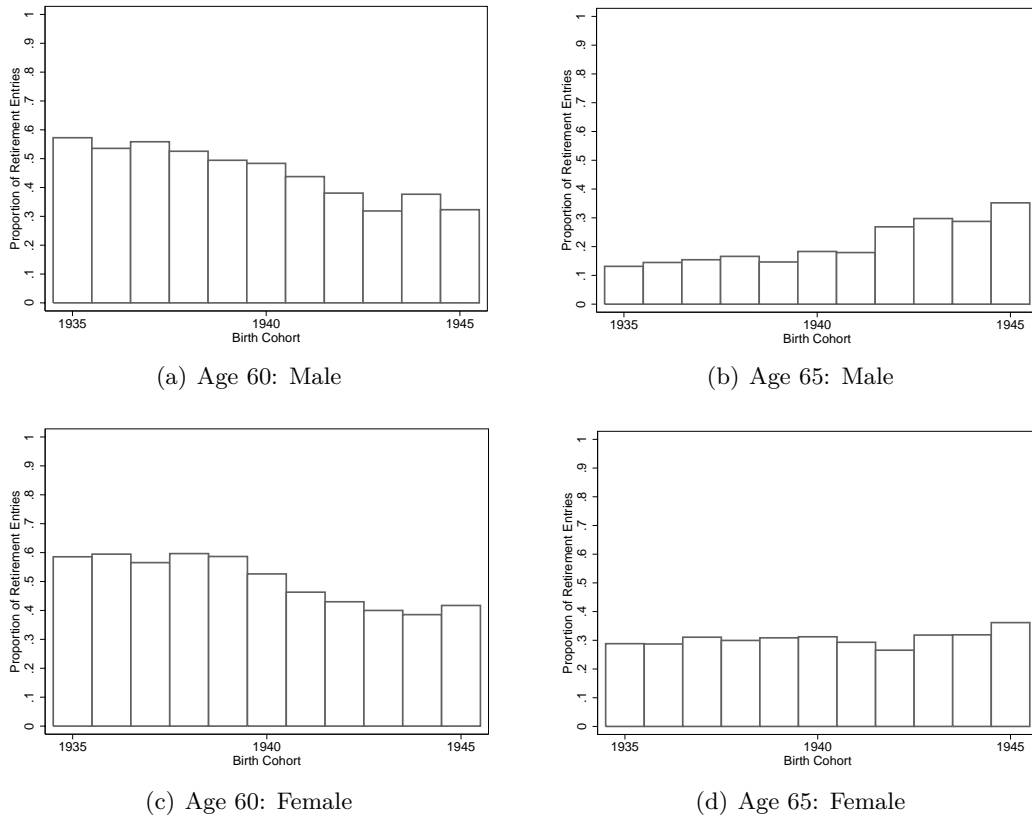 Proportion of Retirement Entries
0 .1 .2 .3 .4 .5 .6 .7 .8 .9 1
1935 1940 1945
Birth Cohort
(a) Age 60: Male
Proportion of Retirement Entries
0 .1 .2 .3 .4 .5 .6 .7 .8 .9 1
1935 1940 1945
Birth Cohort
(b) Age 65: Male
Proportion of Retirement Entries
0 .1 .2 .3 .4 .5 .6 .7 .8 .9 1
1935 1940 1945
Birth Cohort
(c) Age 60: Female
Proportion of Retirement Entries
0 .1 .2 .3 .4 .5 .6 .7 .8 .9 1
1935 1940 1945
Birth Cohort
(d) Age 65: Female